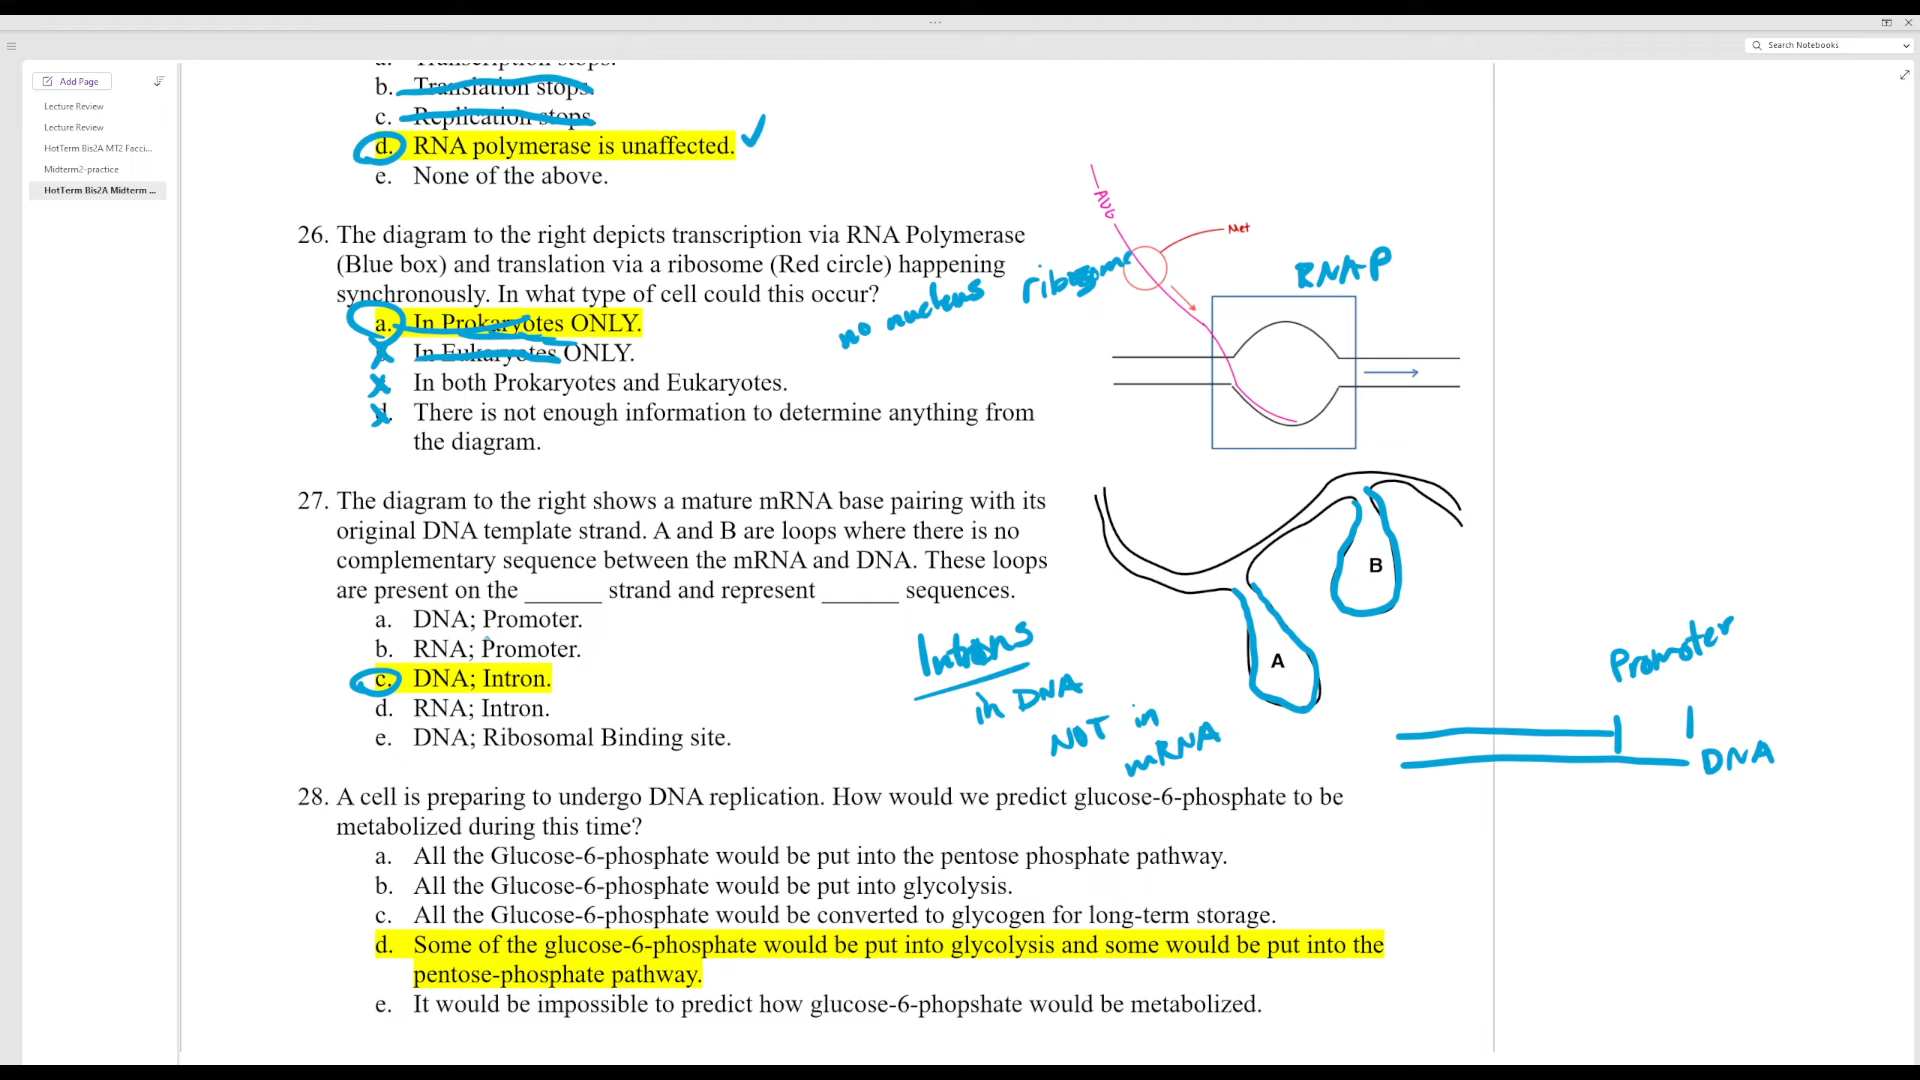 Search Notebooks
Add Page
Lecture Review
Lecture Review
HotTerm Bis2A MT2 Facci...
Midterm2-practice
HotTerm Bis2A Midterm ...
a. Transcription stops.
b. Translation stops.
c. Replication stops.
d. RNA polymerase is unaffected.
e. None of the above.
26. The diagram to the right depicts transcription via RNA Polymerase
(Blue box) and translation via a ribosome (Red circle) happening
synchronously. In what type of cell could this occur?
a. In Prokaryotes ONLY.
In Eukaryotes ONLY.
In both Prokaryotes and Eukaryotes.
d. There is not enough information to determine anything from
the diagram.
no nucleus
ribosome
AUG
Met
RNAP
27. The diagram to the right shows a mature mRNA base pairing with its
original DNA template strand. A and B are loops where there is no
complementary sequence between the mRNA and DNA. These loops
are present on the ______ strand and represent ______ sequences.
a. DNA; Promoter.
b. RNA; Promoter.
c. DNA; Intron.
d. RNA; Intron.
e. DNA; Ribosomal Binding site.
B
A
Introns
in DNA
NOT in
mRNA
Promoter
DNA
28. A cell is preparing to undergo DNA replication. How would we predict glucose-6-phosphate to be
metabolized during this time?
a. All the Glucose-6-phosphate would be put into the pentose phosphate pathway.
b. All the Glucose-6-phosphate would be put into glycolysis.
c. All the Glucose-6-phosphate would be converted to glycogen for long-term storage.
d. Some of the glucose-6-phosphate would be put into glycolysis and some would be put into the
pentose-phosphate pathway.
e. It would be impossible to predict how glucose-6-phopshate would be metabolized.